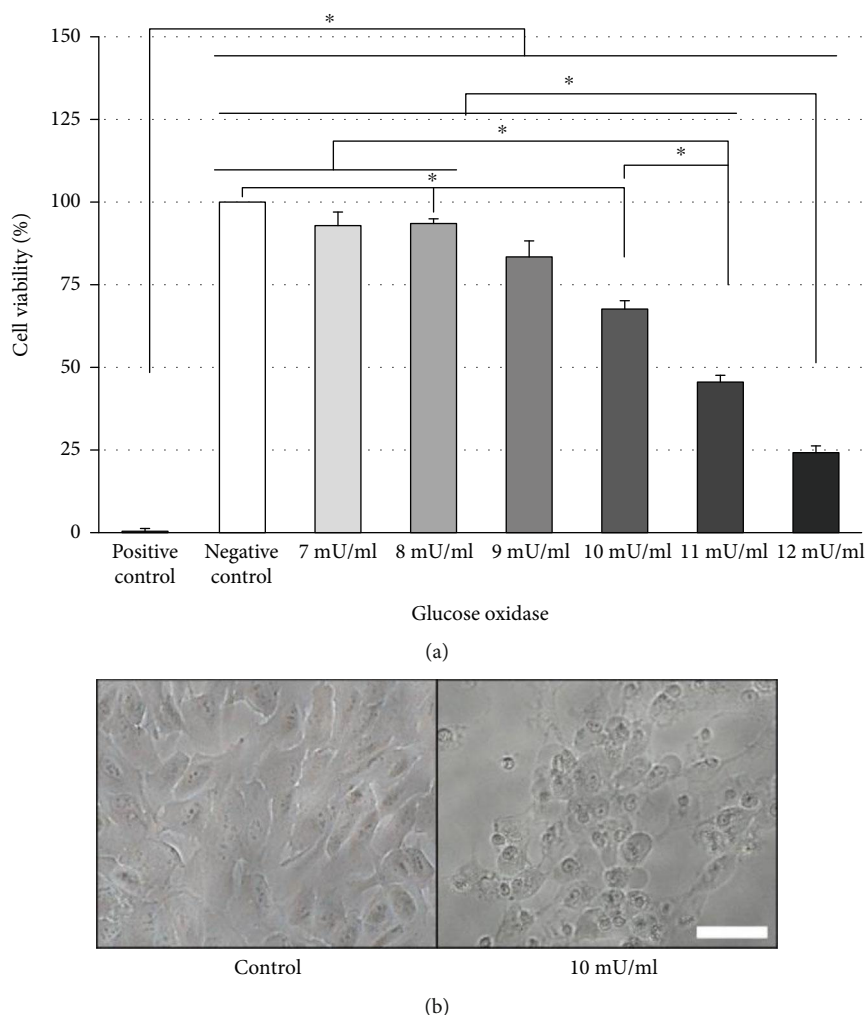 *
150
*
125
*
*
100
*
75
50
25
0
Cell viability (%)
Positive control
Negative control
7 mU/ml
8 mU/ml
9 mU/ml
10 mU/ml
11 mU/ml
12 mU/ml
Glucose oxidase
(a)
Control
10 mU/ml
(b)